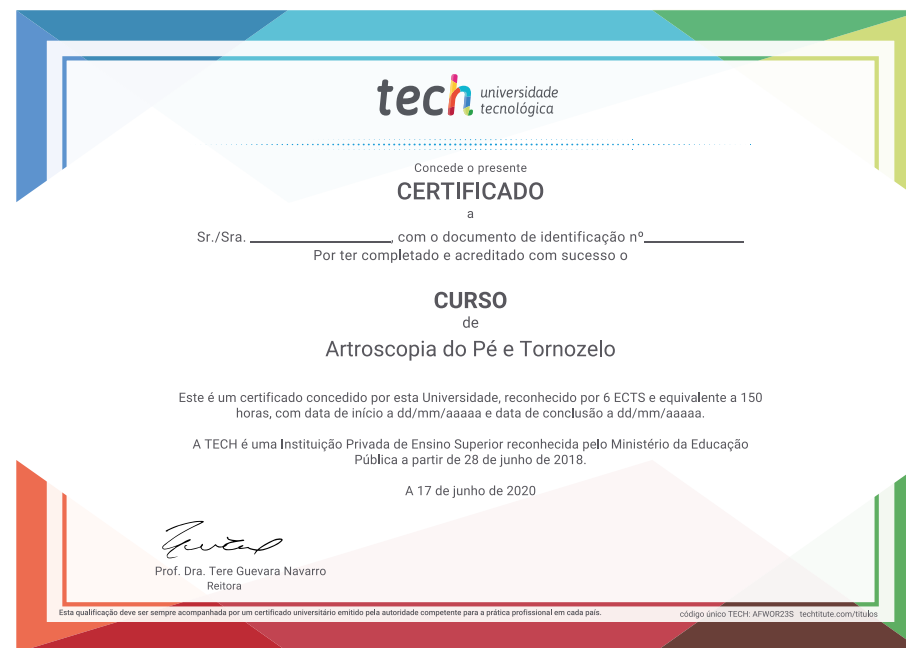 tech universidade
tecnológica
Concede o presente
CERTIFICADO
a
Sr./Sra. , com o documento de identificação nº
Por ter completado e acreditado com sucesso o
CURSO
de
Artroscopia do Pé e Tornozelo
Este é um certificado concedido por esta Universidade, reconhecido por 6 ECTS e equivalente a 150
horas, com data de início a dd/mm/aaaaa e data de conclusão a dd/mm/aaaaa.
A TECH é uma Instituição Privada de Ensino Superior reconhecida pelo Ministério da Educação
Pública a partir de 28 de junho de 2018.
A 17 de junho de 2020
Prof. Dra. Tere Guevara Navarro
Reitora
Esta qualificação deve ser sempre acompanhada por um certificado universitário emitido pela autoridade competente para a prática profissional em cada país.
código único TECH: AFWOR23S techtitute.com/titulos